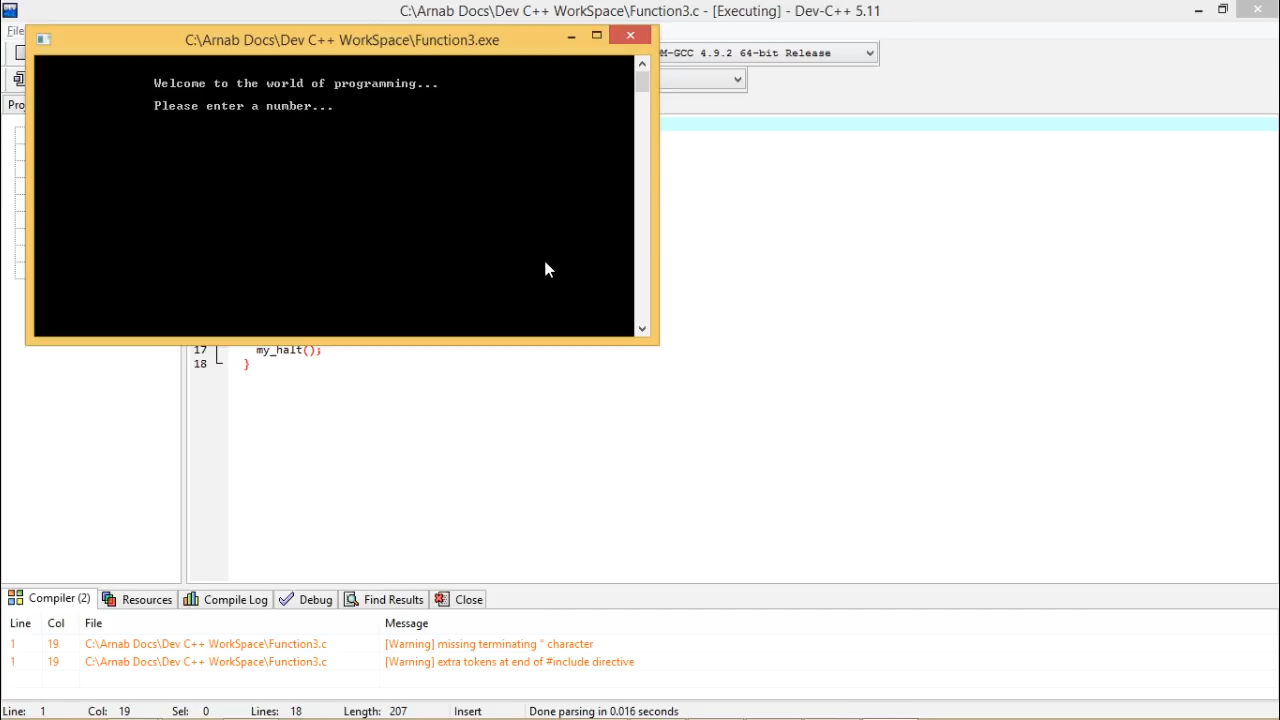 C:\Arnab Docs\Dev C++ WorkSpace\Function3.c - [Executing] - Dev-C++ 5.11
File
C:\Arnab Docs\Dev C++ WorkSpace\Function3.exe
M-GCC 4.9.2 64-bit Release
Welcome to the world of programming...
Pro
Please enter a number...
17 my_halt();
18 }
Compiler (2) Resources Compile Log Debug Find Results Close
Line Col File Message
1 19 C:\Arnab Docs\Dev C++ WorkSpace\Function3.c [Warning] missing terminating " character
1 19 C:\Arnab Docs\Dev C++ WorkSpace\Function3.c [Warning] extra tokens at end of #include directive
Line: 1 Col: 19 Sel: 0 Lines: 18 Length: 207 Insert Done parsing in 0.016 seconds